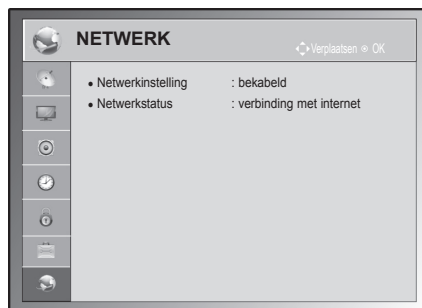 NETWERK
Verplaatsen OK
• Netwerkinstelling : bekabeld
• Netwerkstatus : verbinding met internet